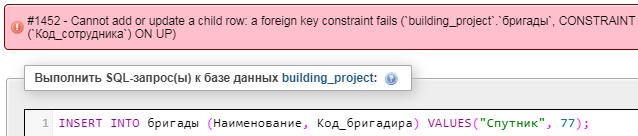 #1452 - Cannot add or update a child row: a foreign key constraint fails (`building_project`.`бригады`, CONSTRAINT
(`Код_сотрудника`) ON UP)
Выполнить SQL-запрос(ы) к базе данных building_project:
1 INSERT INTO бригады (Наименование, Код_бригадира) VALUES("Спутник", 77);